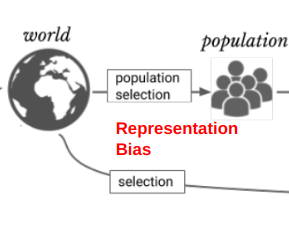 world
population
population
selection
Representation
Bias
selection